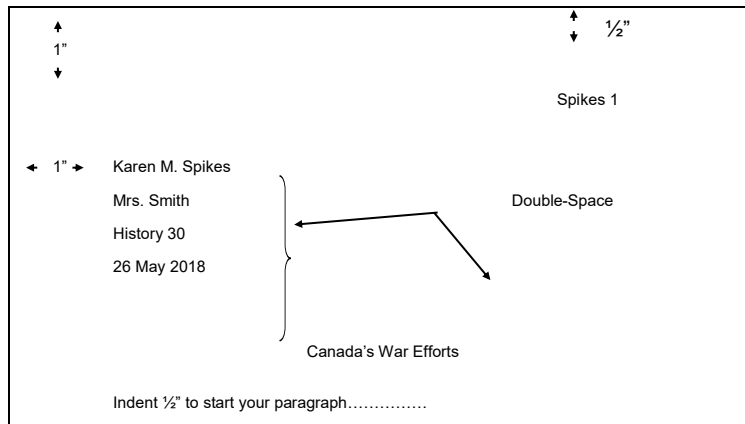 ½”
1”
Spikes 1
1”
Karen M. Spikes
Mrs. Smith
Double-Space
History 30
26 May 2018
Canada’s War Efforts
Indent ½” to start your paragraph……………